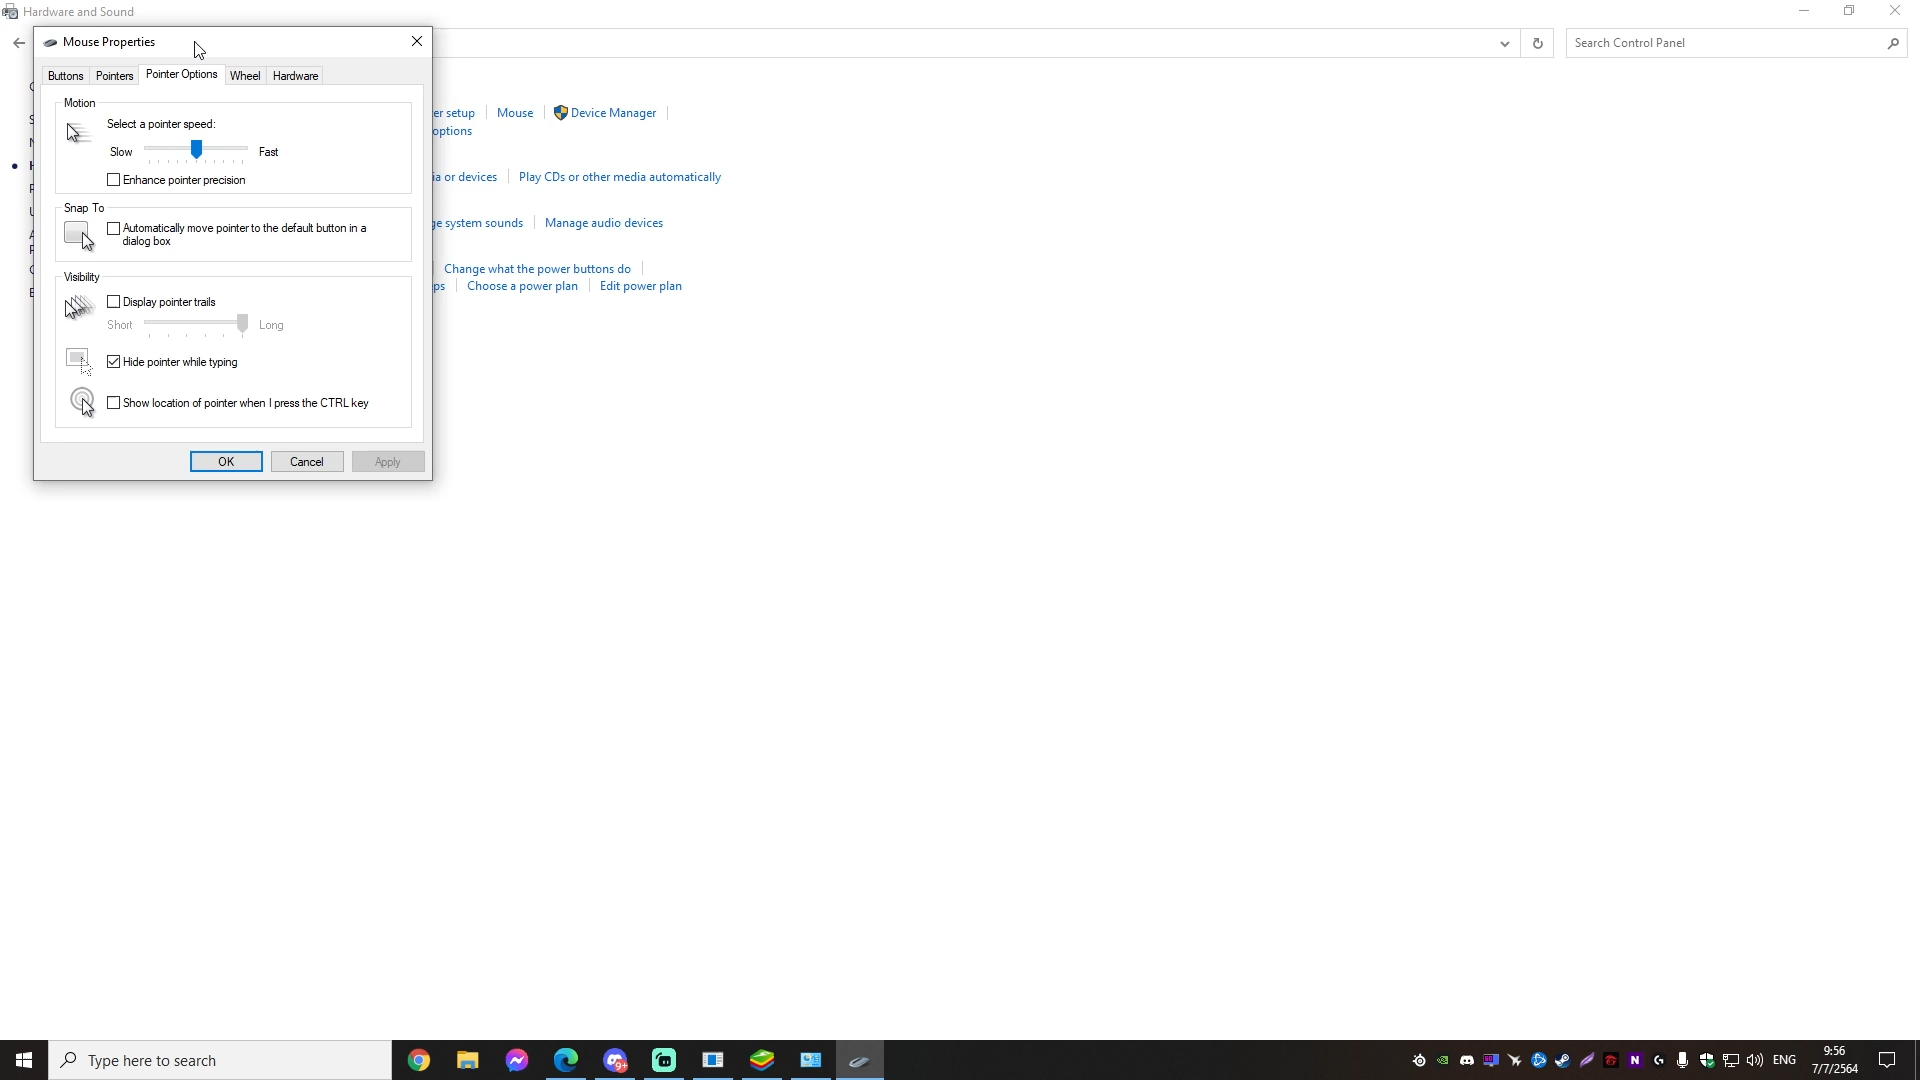 Hardware and Sound
Mouse Properties
Search Control Panel
Buttons
Pointers
Pointer Options
Wheel
Hardware
Motion
Select a pointer speed:
Slow
Fast
Enhance pointer precision
Snap To
Automatically move pointer to the default button in a
dialog box
Visibility
Display pointer trails
Short
Long
Hide pointer while typing
Show location of pointer when I press the CTRL key
OK
Cancel
Apply
setup
Mouse
Device Manager
options
or devices
Play CDs or other media automatically
system sounds
Manage audio devices
Change what the power buttons do
Choose a power plan
Edit power plan
Type here to search
9+
ENG
9:56
7/7/2564